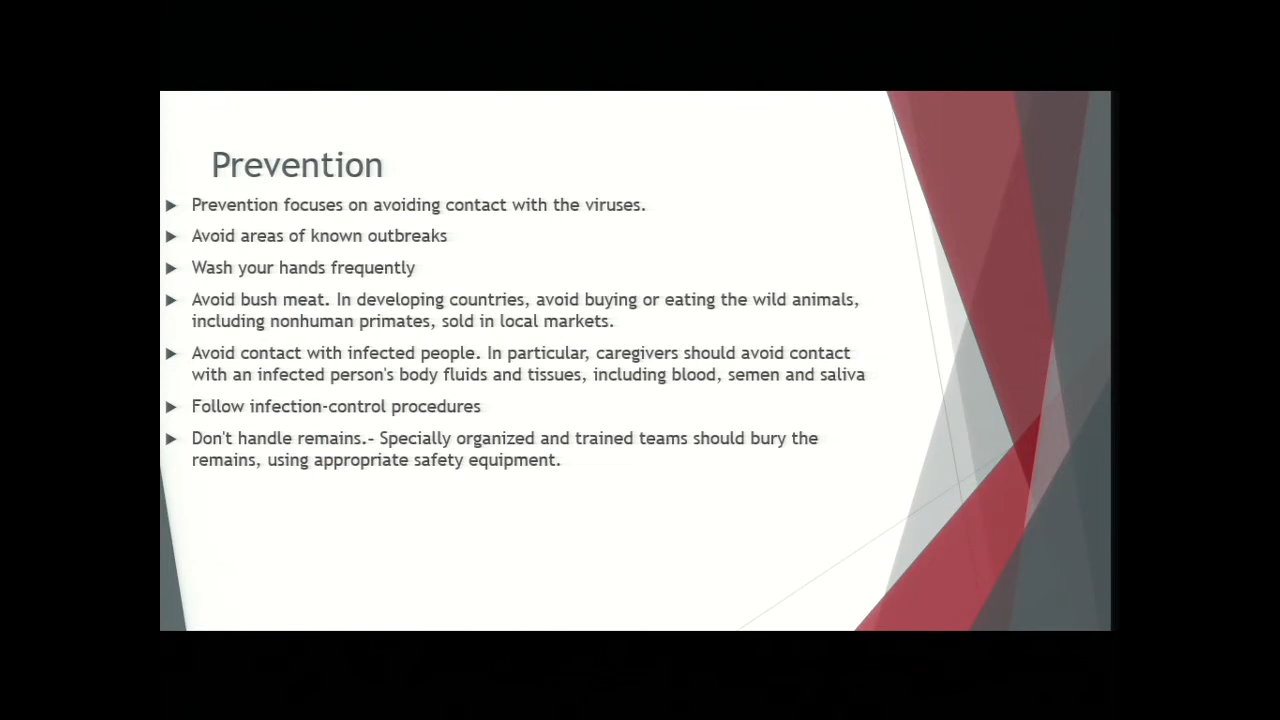 Prevention
Prevention focuses on avoiding contact with the viruses.
Avoid areas of known outbreaks
Wash your hands frequently
Avoid bush meat. In developing countries, avoid buying or eating the wild animals,
including nonhuman primates, sold in local markets.
Avoid contact with infected people. In particular, caregivers should avoid contact
with an infected person's body fluids and tissues, including blood, semen and saliva
Follow infection-control procedures
Don't handle remains.- Specially organized and trained teams should bury the
remains, using appropriate safety equipment.